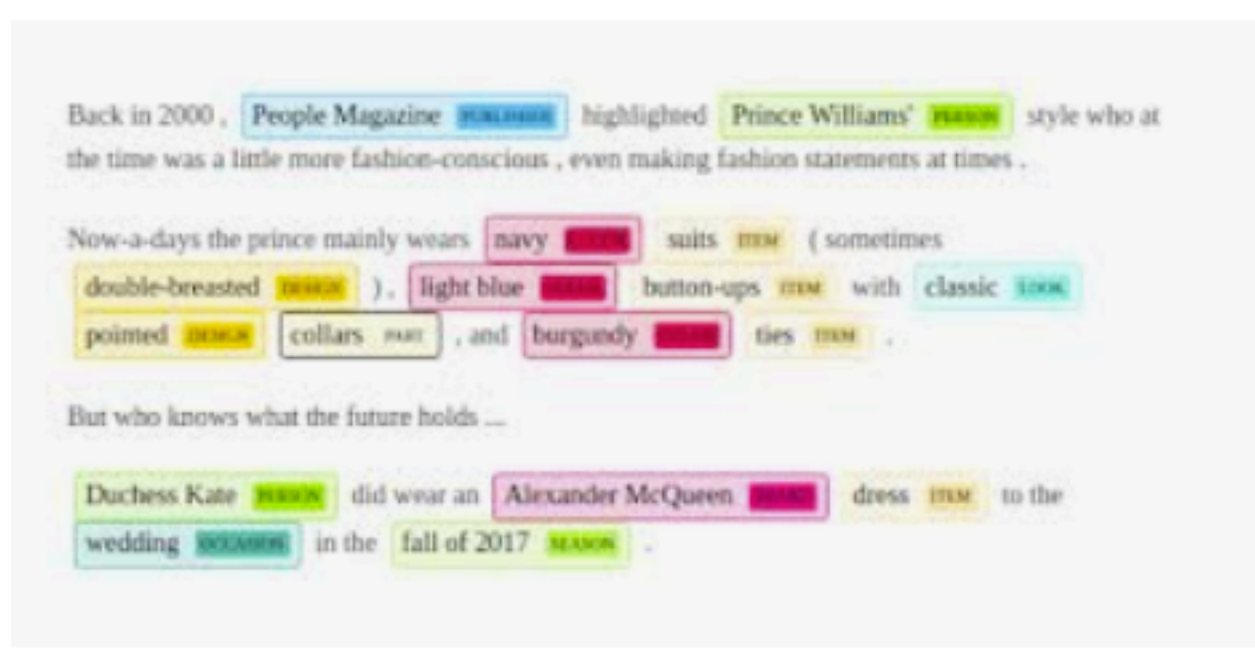 Back in 2000 , People Magazine PUBLISHER highlighted Prince Williams' PERSON style who at
the time was a little more fashion-conscious , even making fashion statements at times .
Now-a-days the prince mainly wears navy COLOR suits ITEM ( sometimes
double-breasted DESIGN ) , light blue COLOR button-ups ITEM with classic LOOK
pointed DESIGN collars PART , and burgundy COLOR ties ITEM .
But who knows what the future holds ...
Duchess Kate PERSON did wear an Alexander McQueen BRAND dress ITEM to the
wedding OCCASION in the fall of 2017 SEASON .